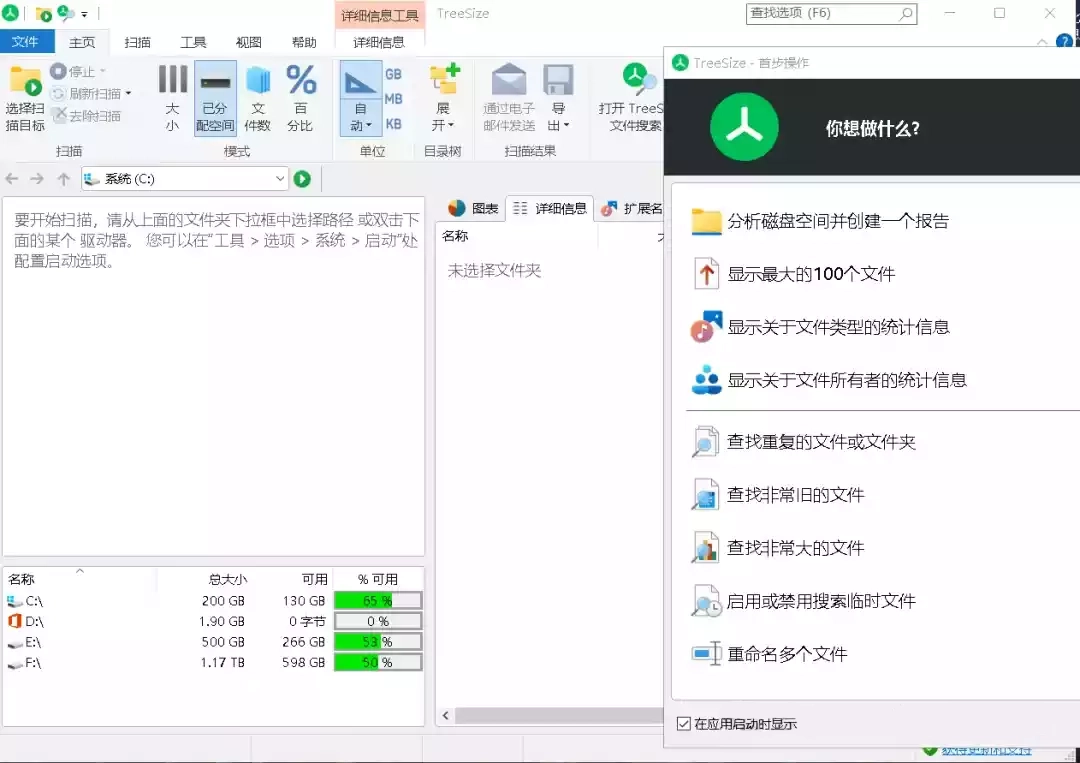 详细信息工具 TreeSize
查找选项 (F6)
文件 主页 扫描 工具 视图 帮助 详细信息
选择扫
描目标
停止
刷新扫描
去除扫描
扫描
大
小
已分
配空间
文
件数
百
分比
模式
自
动
GB
MB
KB
单位
展
开
目录树
通过电子
邮件发送
导
出
扫描结果
打开 TreeS
文件搜索
系统 (C:)
要开始扫描，请从上面的文件夹下拉框中选择路径 或双击下
面的某个 驱动器。 您可以在“工具 > 选项 > 系统 > 启动”处
配置启动选项。
图表 详细信息 扩展名
名称
未选择文件夹
名称 总大小 可用 % 可用
C:\ 200 GB 130 GB 65 %
D:\ 1.90 GB 0 字节 0 %
E:\ 500 GB 266 GB 53 %
F:\ 1.17 TB 598 GB 50 %
TreeSize - 首步操作
你想做什么?
分析磁盘空间并创建一个报告
显示最大的100个文件
显示关于文件类型的统计信息
显示关于文件所有者的统计信息
查找重复的文件或文件夹
查找非常旧的文件
查找非常大的文件
启用或禁用搜索临时文件
重命名多个文件
在应用启动时显示
获得更新和支持